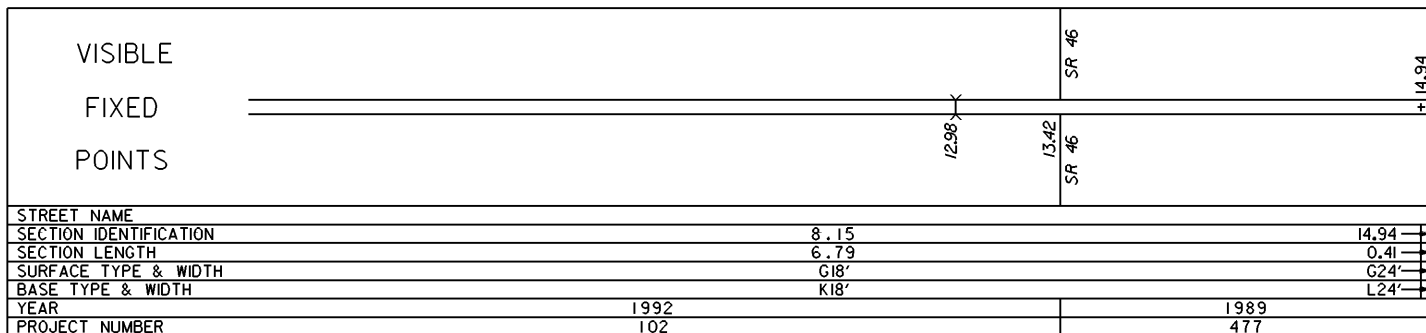 VISIBLE
FIXED
POINTS
SR 46
14.94
12.98
13.42
SR 46
STREET NAME
SECTION IDENTIFICATION 8.15 14.94
SECTION LENGTH 6.79 0.41
SURFACE TYPE & WIDTH G18' G24'
BASE TYPE & WIDTH K18' L24'
YEAR 1992 1989
PROJECT NUMBER 102 477